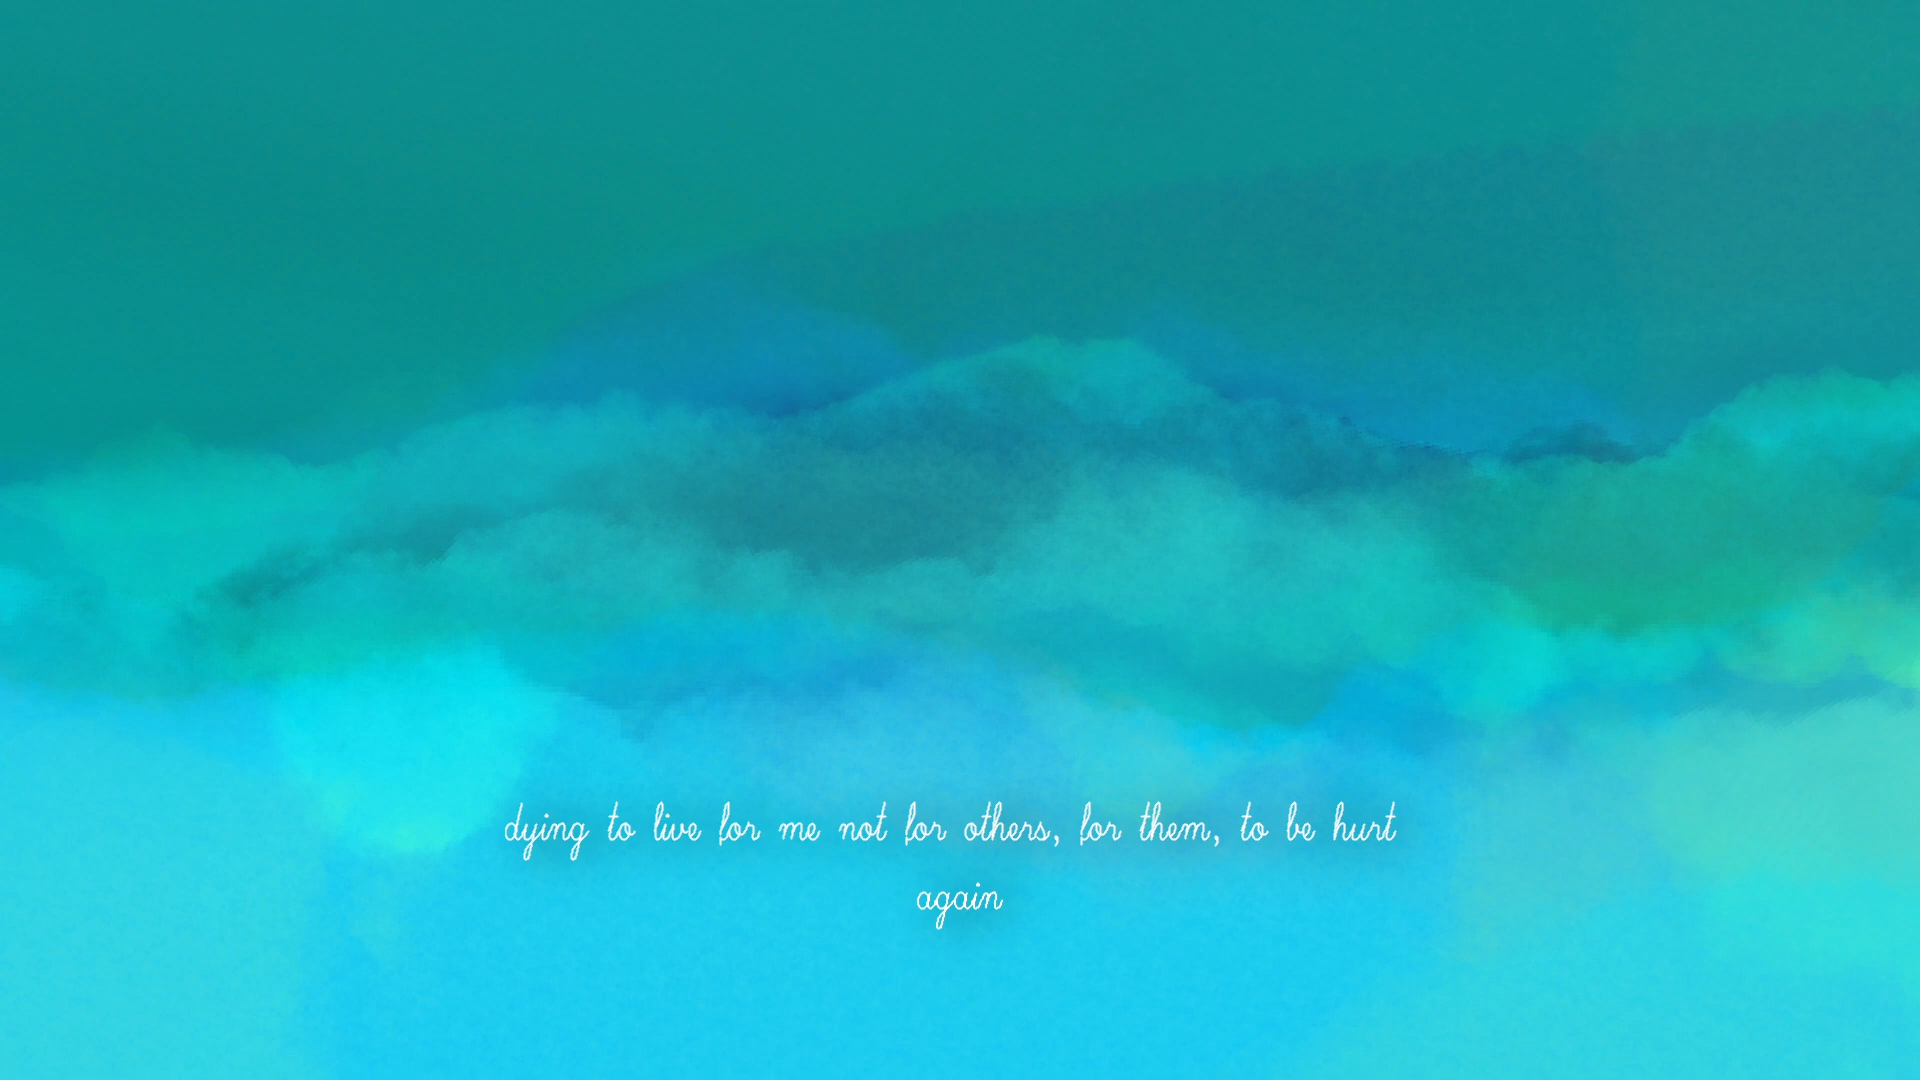 dying to live for me not for others, for them, to be hurt
again